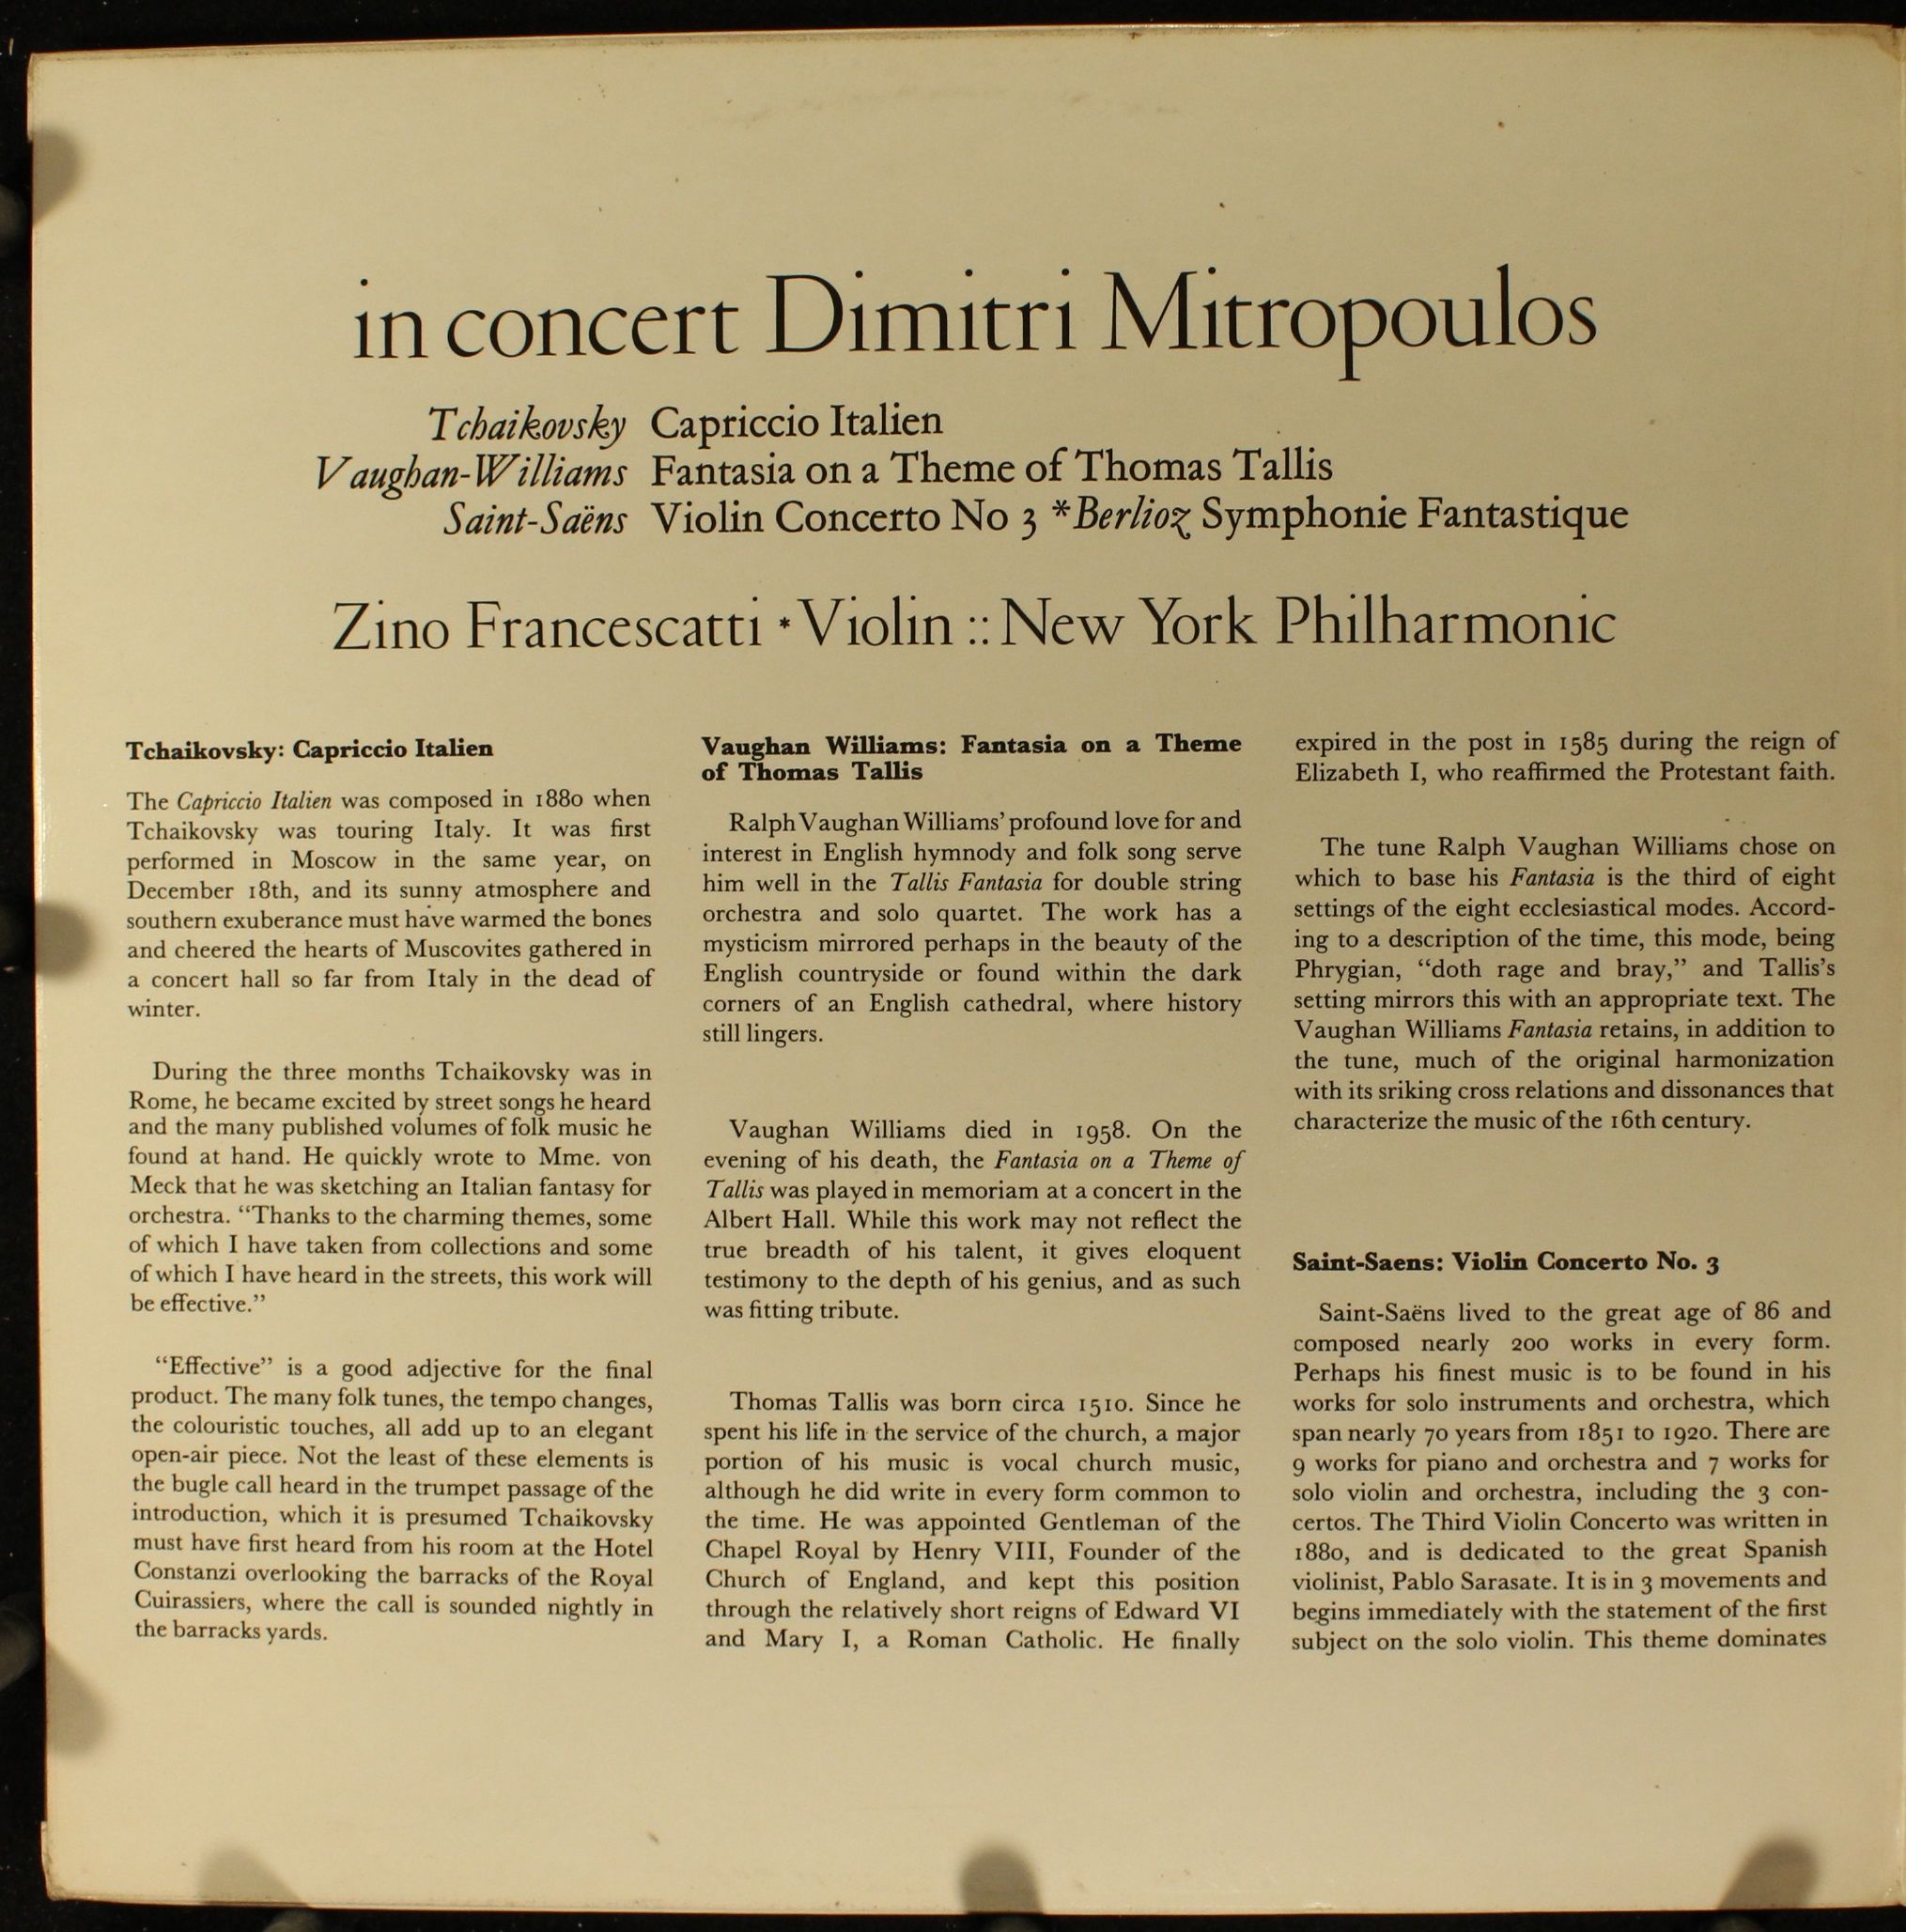 in concert Dimitri Mitropoulos
Tchaikovsky Capriccio Italien
Vaughan-Williams Fantasia on a Theme of Thomas Tallis
Saint-Saëns Violin Concerto No 3 *Berlioz Symphonie Fantastique
Zino Francescatti * Violin :: New York Philharmonic
Tchaikovsky: Capriccio Italien
The Capriccio Italien was composed in 1880 when
Tchaikovsky was touring Italy. It was first
performed in Moscow in the same year, on
December 18th, and its sunny atmosphere and
southern exuberance must have warmed the bones
and cheered the hearts of Muscovites gathered in
a concert hall so far from Italy in the dead of
winter.
During the three months Tchaikovsky was in
Rome, he became excited by street songs he heard
and the many published volumes of folk music he
found at hand. He quickly wrote to Mme. von
Meck that he was sketching an Italian fantasy for
orchestra. “Thanks to the charming themes, some
of which I have taken from collections and some
of which I have heard in the streets, this work will
be effective.”
“Effective” is a good adjective for the final
product. The many folk tunes, the tempo changes,
the colouristic touches, all add up to an elegant
open-air piece. Not the least of these elements is
the bugle call heard in the trumpet passage of the
introduction, which it is presumed Tchaikovsky
must have first heard from his room at the Hotel
Constanzi overlooking the barracks of the Royal
Cuirassiers, where the call is sounded nightly in
the barracks yards.
Vaughan Williams: Fantasia on a Theme
of Thomas Tallis
Ralph Vaughan Williams’ profound love for and
interest in English hymnody and folk song serve
him well in the Tallis Fantasia for double string
orchestra and solo quartet. The work has a
mysticism mirrored perhaps in the beauty of the
English countryside or found within the dark
corners of an English cathedral, where history
still lingers.
Vaughan Williams died in 1958. On the
evening of his death, the Fantasia on a Theme of
Tallis was played in memoriam at a concert in the
Albert Hall. While this work may not reflect the
true breadth of his talent, it gives eloquent
testimony to the depth of his genius, and as such
was fitting tribute.
Thomas Tallis was born circa 1510. Since he
spent his life in the service of the church, a major
portion of his music is vocal church music,
although he did write in every form common to
the time. He was appointed Gentleman of the
Chapel Royal by Henry VIII, Founder of the
Church of England, and kept this position
through the relatively short reigns of Edward VI
and Mary I, a Roman Catholic. He finally
expired in the post in 1585 during the reign of
Elizabeth I, who reaffirmed the Protestant faith.
The tune Ralph Vaughan Williams chose on
which to base his Fantasia is the third of eight
settings of the eight ecclesiastical modes. Accord-
ing to a description of the time, this mode, being
Phrygian, “doth rage and bray,” and Tallis’s
setting mirrors this with an appropriate text. The
Vaughan Williams Fantasia retains, in addition to
the tune, much of the original harmonization
with its sriking cross relations and dissonances that
characterize the music of the 16th century.
Saint-Saens: Violin Concerto No. 3
Saint-Saëns lived to the great age of 86 and
composed nearly 200 works in every form.
Perhaps his finest music is to be found in his
works for solo instruments and orchestra, which
span nearly 70 years from 1851 to 1920. There are
9 works for piano and orchestra and 7 works for
solo violin and orchestra, including the 3 con-
certos. The Third Violin Concerto was written in
1880, and is dedicated to the great Spanish
violinist, Pablo Sarasate. It is in 3 movements and
begins immediately with the statement of the first
subject on the solo violin. This theme dominates